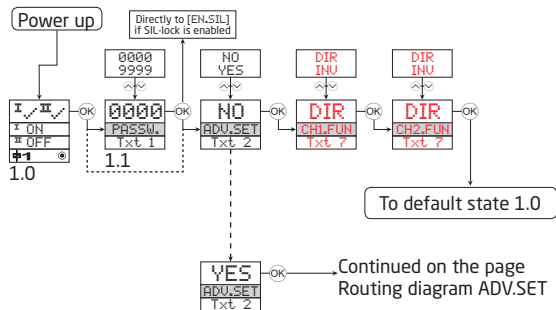 Power up
Directly to [EN.SIL]
if SIL-lock is enabled
0000
9999
NO
YES
DIR
INV
DIR
INV
I II
I ON
II OFF
1
OK
0000
PASSW.
Txt 1
OK
NO
ADV.SET
Txt 2
OK
DIR
CH1.FUN
Txt 7
OK
DIR
CH2.FUN
Txt 7
OK
1.0
1.1
To default state 1.0
YES
ADV.SET
Txt 2
OK
Continued on the page
Routing diagram ADV.SET